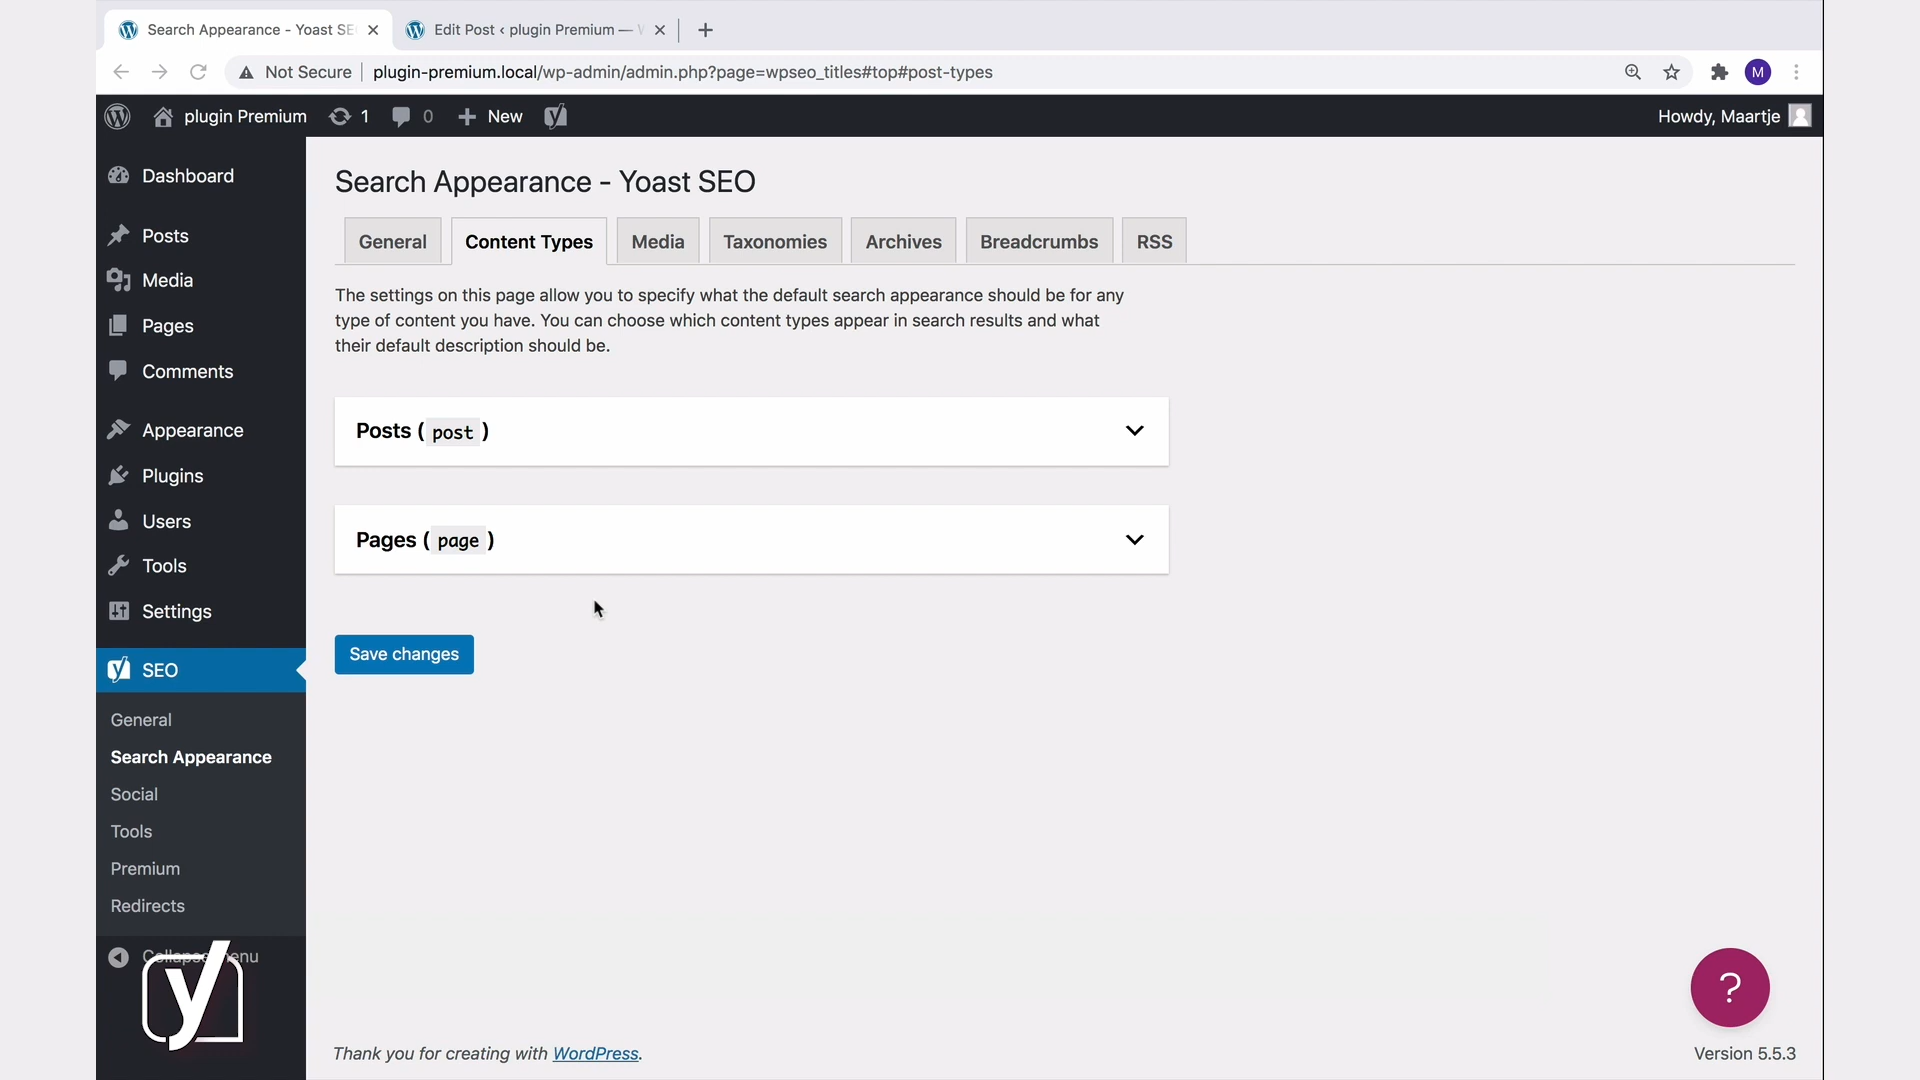 Search Appearance - Yoast SE
Edit Post ‹ plugin Premium —
Not Secure
plugin-premium.local/wp-admin/admin.php?page=wpseo_titles#top#post-types
M
plugin Premium
1
0
New
Howdy, Maartje
Dashboard
Posts
Media
Pages
Comments
Appearance
Plugins
Users
Tools
Settings
SEO
General
Search Appearance
Social
Tools
Premium
Redirects
Collapse menu
Search Appearance - Yoast SEO
General
Content Types
Media
Taxonomies
Archives
Breadcrumbs
RSS
The settings on this page allow you to specify what the default search appearance should be for any
type of content you have. You can choose which content types appear in search results and what
their default description should be.
Posts ( post )
Pages ( page )
Save changes
?
Thank you for creating with WordPress.
Version 5.5.3